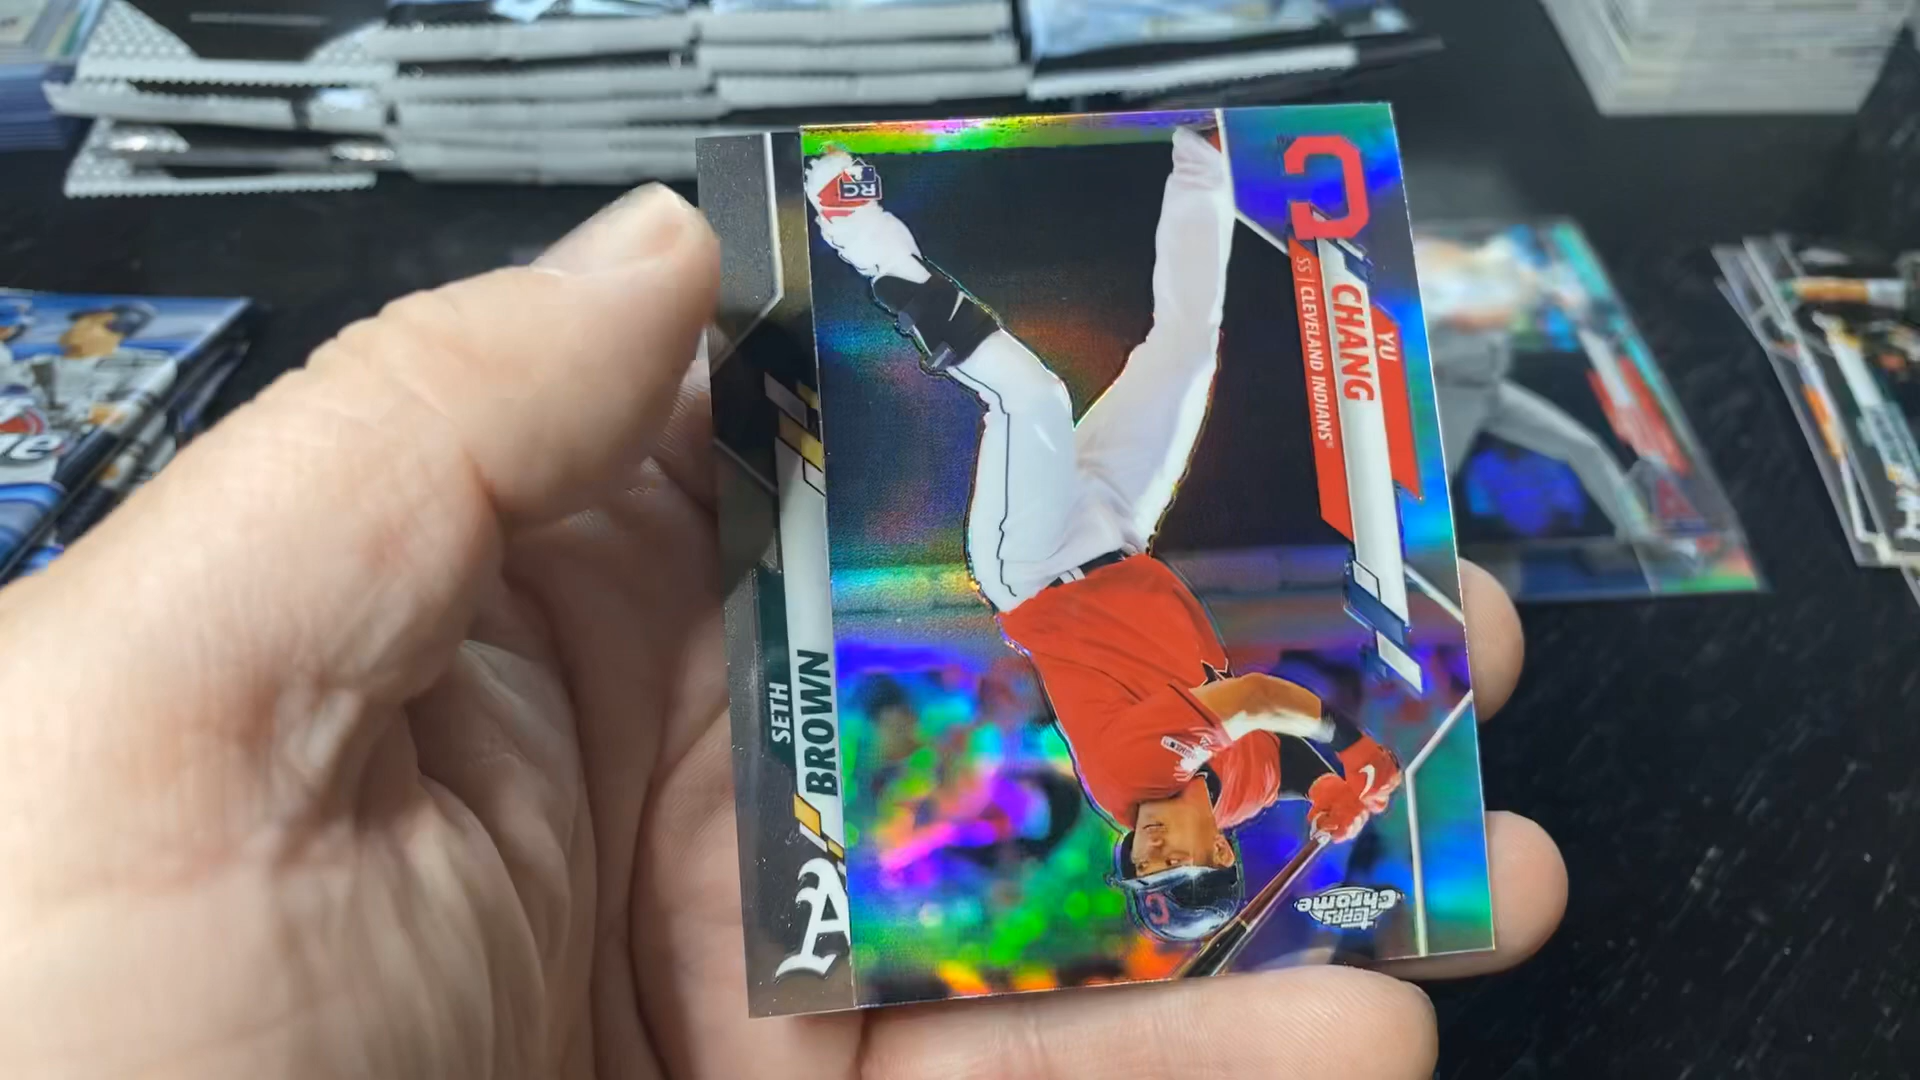 YU
CHANG
SS | CLEVELAND INDIANS®
C
RC
topps
Chrome
C
SETH
BROWN
A